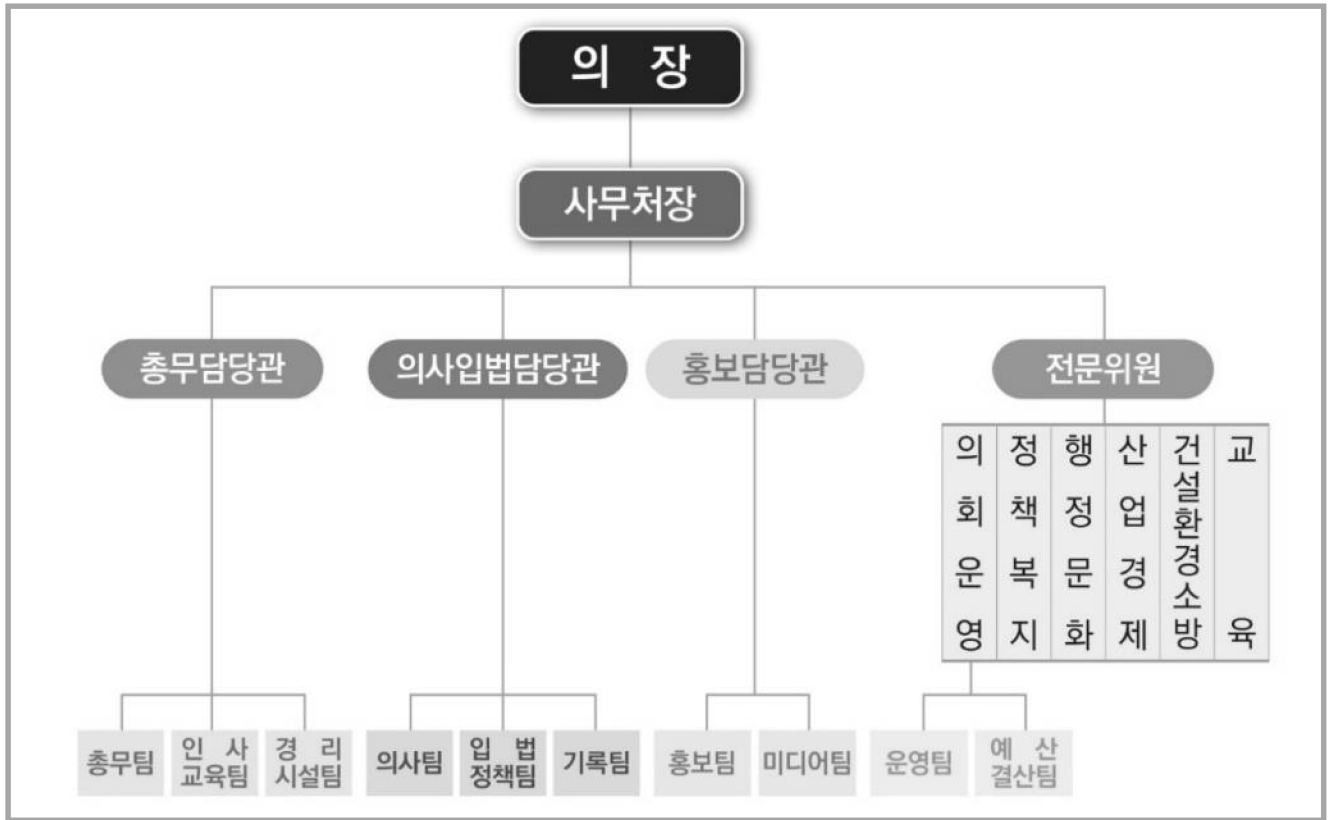 의 장
사무처장
총무담당관
의사입법담당관
홍보담당관
전문위원
의회운영
정책복지
행정문화
산업경제
건설환경소방
교육
총무팀
인 사
교육팀
경 리
시설팀
의사팀
입 법
정책팀
기록팀
홍보팀
미디어팀
운영팀
예 산
결산팀